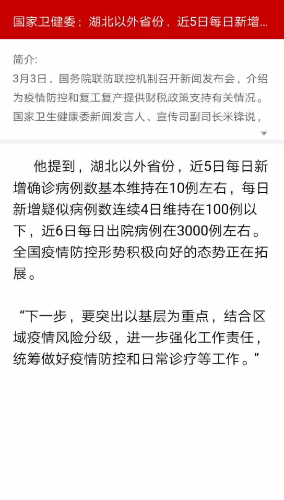 国家卫健委：湖北以外省份，近5日每日新增...
简介:
3月3日，国务院联防联控机制召开新闻发布会，介绍
为疫情防控和复工复产提供财税政策支持有关情况。
国家卫生健康委新闻发言人、宣传司副司长米锋说，
他提到，湖北以外省份，近5日每日新
增确诊病例数基本维持在10例左右，每日
新增疑似病例数连续4日维持在100例以
下，近6日每日出院病例在3000例左右。
全国疫情防控形势积极向好的态势正在拓
展。
“下一步，要突出以基层为重点，结合区
域疫情风险分级，进一步强化工作责任，
统筹做好疫情防控和日常诊疗等工作。”